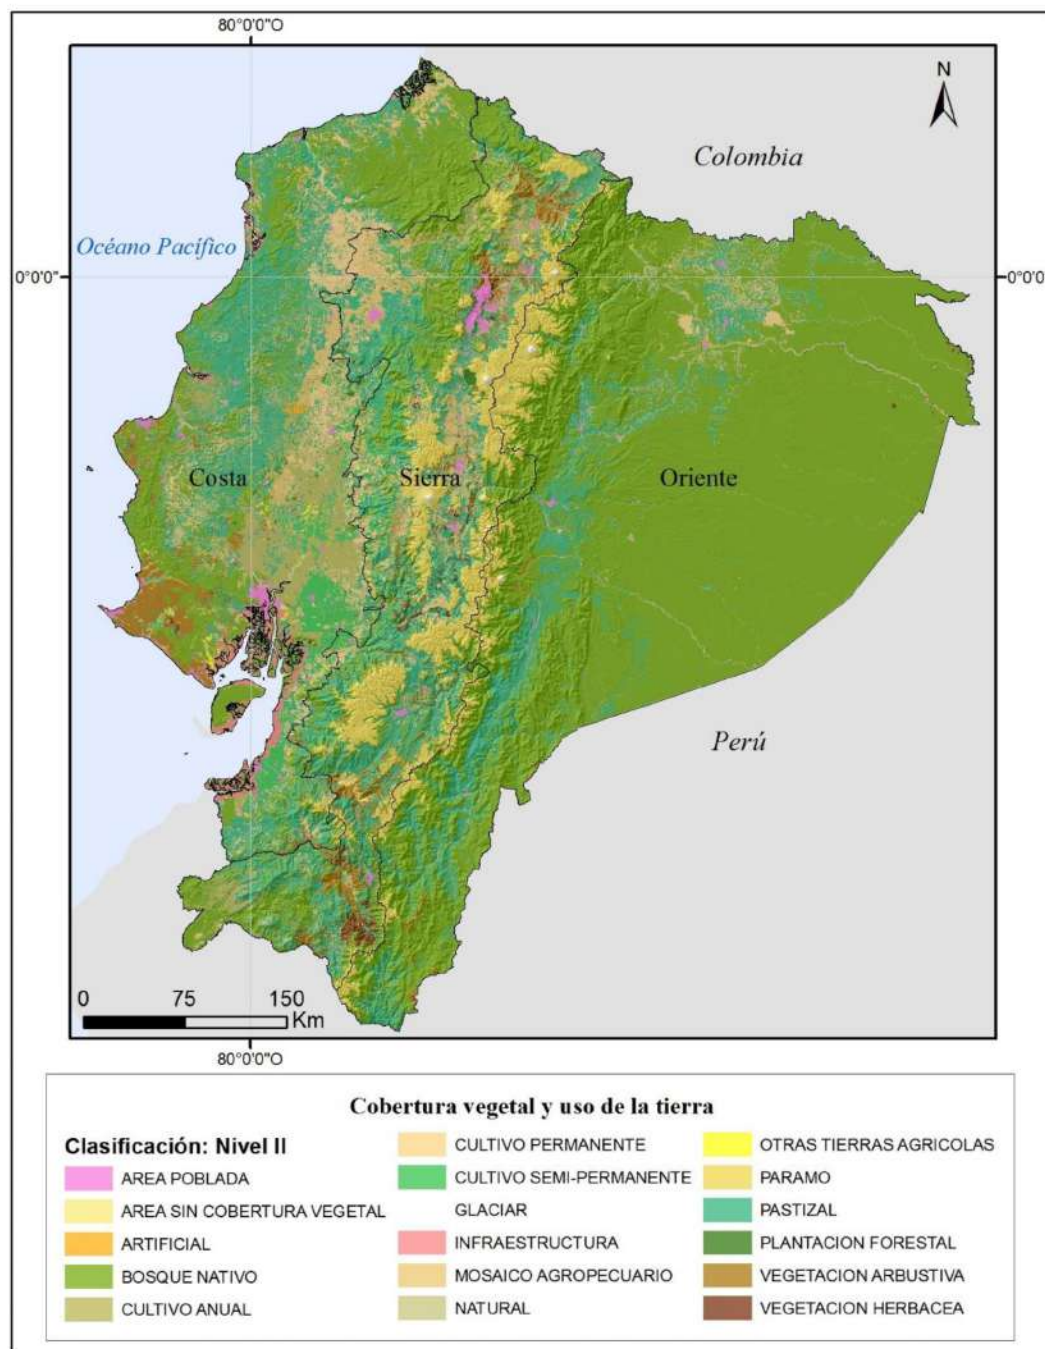 80°0'0"O
N
Colombia
Océano Pacífico
0°0'0"
0°0'0
Costa
Sierra
Oriente
Perú
0 75 150
Km
80°0'0"O
Cobertura vegetal y uso de la tierra
Clasificación: Nivel II
AREA POBLADA
AREA SIN COBERTURA VEGETAL
ARTIFICIAL
BOSQUE NATIVO
CULTIVO ANUAL
CULTIVO PERMANENTE
CULTIVO SEMI-PERMANENTE
GLACIAR
INFRAESTRUCTURA
MOSAICO AGROPECUARIO
NATURAL
OTRAS TIERRAS AGRICOLAS
PARAMO
PASTIZAL
PLANTACION FORESTAL
VEGETACION ARBUSTIVA
VEGETACION HERBACEA